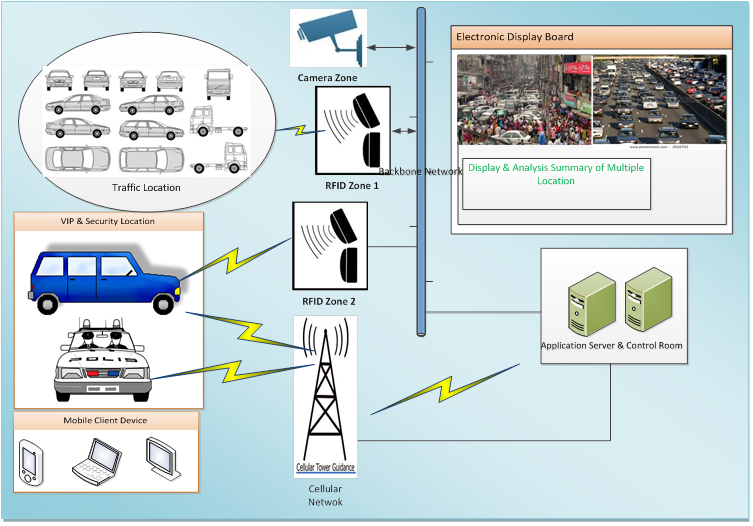 Camera Zone
Electronic Display Board
Traffic Location
RFID Zone 1
Backbone Network
Display & Analysis Summary of Multiple
Location
VIP & Security Location
POLIC
RFID Zone 2
Application Server & Control Room
Mobile Client Device
Cellular Tower Guidance
Cellular
Netwok